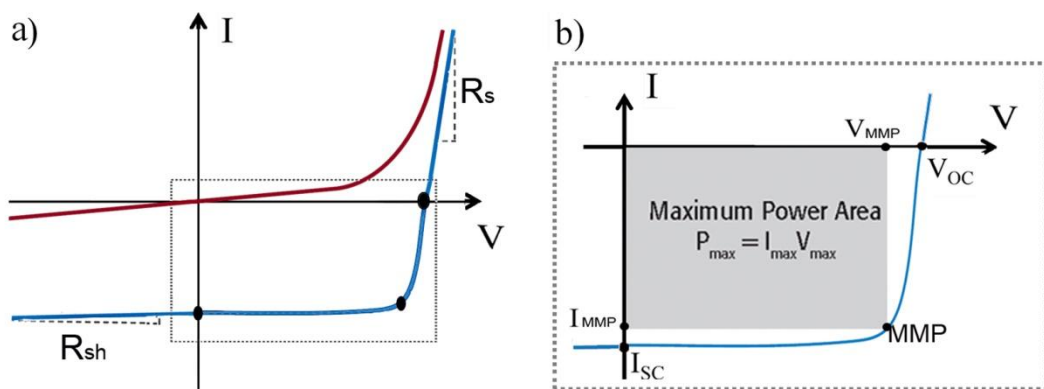 a)
I
Rs
V
Rsh
b)
I
V
VMMP
VOC
Maximum Power Area
Pmax = ImaxVmax
IMMP
MMP
ISC